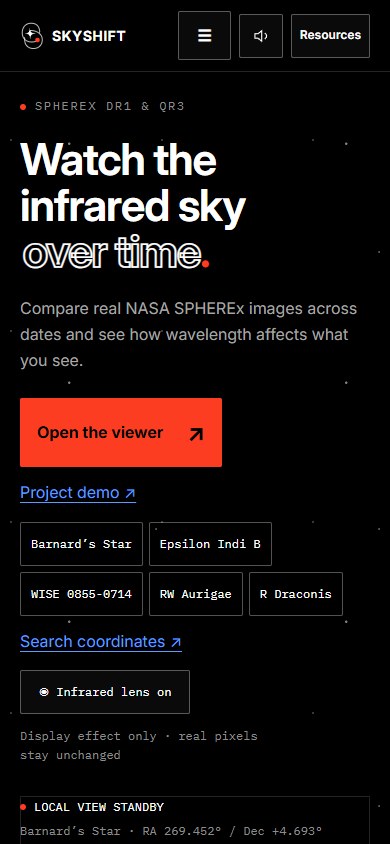 SKYSHIFT
Resources
SPHEREX DR1 & QR3
Watch the
infrared sky
over time.
Compare real NASA SPHEREx images across
dates and see how wavelength affects what
you see.
Open the viewer ↗
Project demo ↗
Barnard’s Star
Epsilon Indi B
WISE 0855-0714
RW Aurigae
R Draconis
Search coordinates ↗
◉ Infrared lens on
Display effect only · real pixels
stay unchanged
LOCAL VIEW STANDBY
Barnard’s Star · RA 269.452° / Dec +4.693°